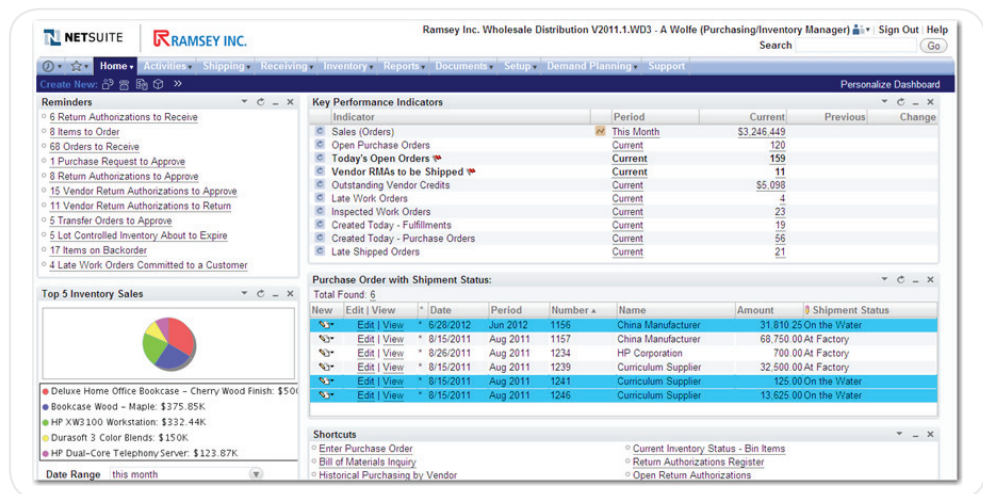 NETSUITE
RAMSEY INC.
Ramsey Inc. Wholesale Distribution V2011.1.WD3 - A Wolfe (Purchasing/Inventory Manager) Sign Out Help
Search Go
Home Activities Shipping Receiving Inventory Reports Documents Setup Demand Planning Support
Create New: » Personalize Dashboard
Reminders
6 Return Authorizations to Receive
8 Items to Order
68 Orders to Receive
1 Purchase Request to Approve
8 Return Authorizations to Approve
15 Vendor Return Authorizations to Approve
11 Vendor Return Authorizations to Return
5 Transfer Orders to Approve
5 Lot Controlled Inventory About to Expire
17 Items on Backorder
4 Late Work Orders Committed to a Customer
Top 5 Inventory Sales
Deluxe Home Office Bookcase - Cherry Wood Finish: $500
Bookcase Wood - Maple: $375.85K
HP XW3100 Workstation: $332.44K
Durasoft 3 Color Blends: $150K
HP Dual-Core Telephony Server: $123.87K
Date Range this month
Key Performance Indicators
Indicator Period Current Previous Change
Sales (Orders) This Month $3,246,449
Open Purchase Orders Current 120
Today's Open Orders Current 159
Vendor RMAs to be Shipped Current 11
Outstanding Vendor Credits Current $5,098
Late Work Orders Current 4
Inspected Work Orders Current 23
Created Today - Fulfillments Current 19
Created Today - Purchase Orders Current 56
Late Shipped Orders Current 21
Purchase Order with Shipment Status:
Total Found: 6
New Edit | View * Date Period Number Name Amount Shipment Status
Edit | View * 6/28/2012 Jun 2012 1156 China Manufacturer 31,810.25 On the Water
Edit | View * 8/15/2011 Aug 2011 1157 China Manufacturer 68,750.00 At Factory
Edit | View * 8/26/2011 Aug 2011 1234 HP Corporation 700.00 At Factory
Edit | View * 8/15/2011 Aug 2011 1239 Curriculum Supplier 32,500.00 At Factory
Edit | View * 8/15/2011 Aug 2011 1241 Curriculum Supplier 125.00 On the Water
Edit | View * 8/15/2011 Aug 2011 1246 Curriculum Supplier 13,625.00 On the Water
Shortcuts
Enter Purchase Order
Bill of Materials Inquiry
Historical Purchasing by Vendor
Current Inventory Status - Bin Items
Return Authorizations Register
Open Return Authorizations